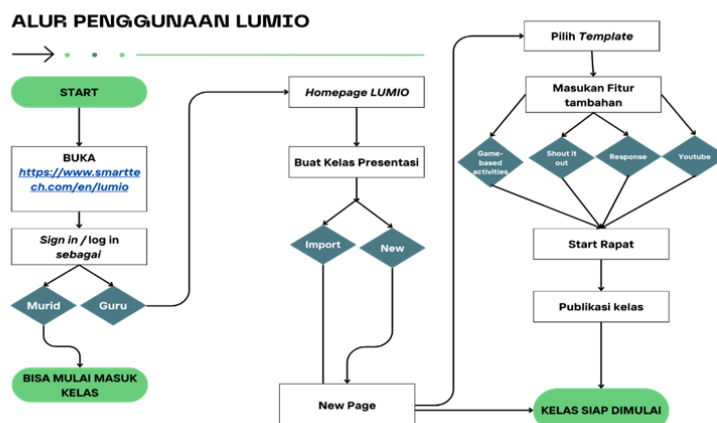 ALUR PENGGUNAAN LUMIO
START
BUKA
https://www.smartte
ch.com/en/lumio
Sign in / log in
sebagai
Murid
Guru
BISA MULAI MASUK
KELAS
Homepage LUMIO
Buat Kelas Presentasi
Import
New
New Page
Pilih Template
Masukan Fitur
tambahan
Game-
based
activities
Shout it
out
Response
Youtube
Start Rapat
Publikasi kelas
KELAS SIAP DIMULAI